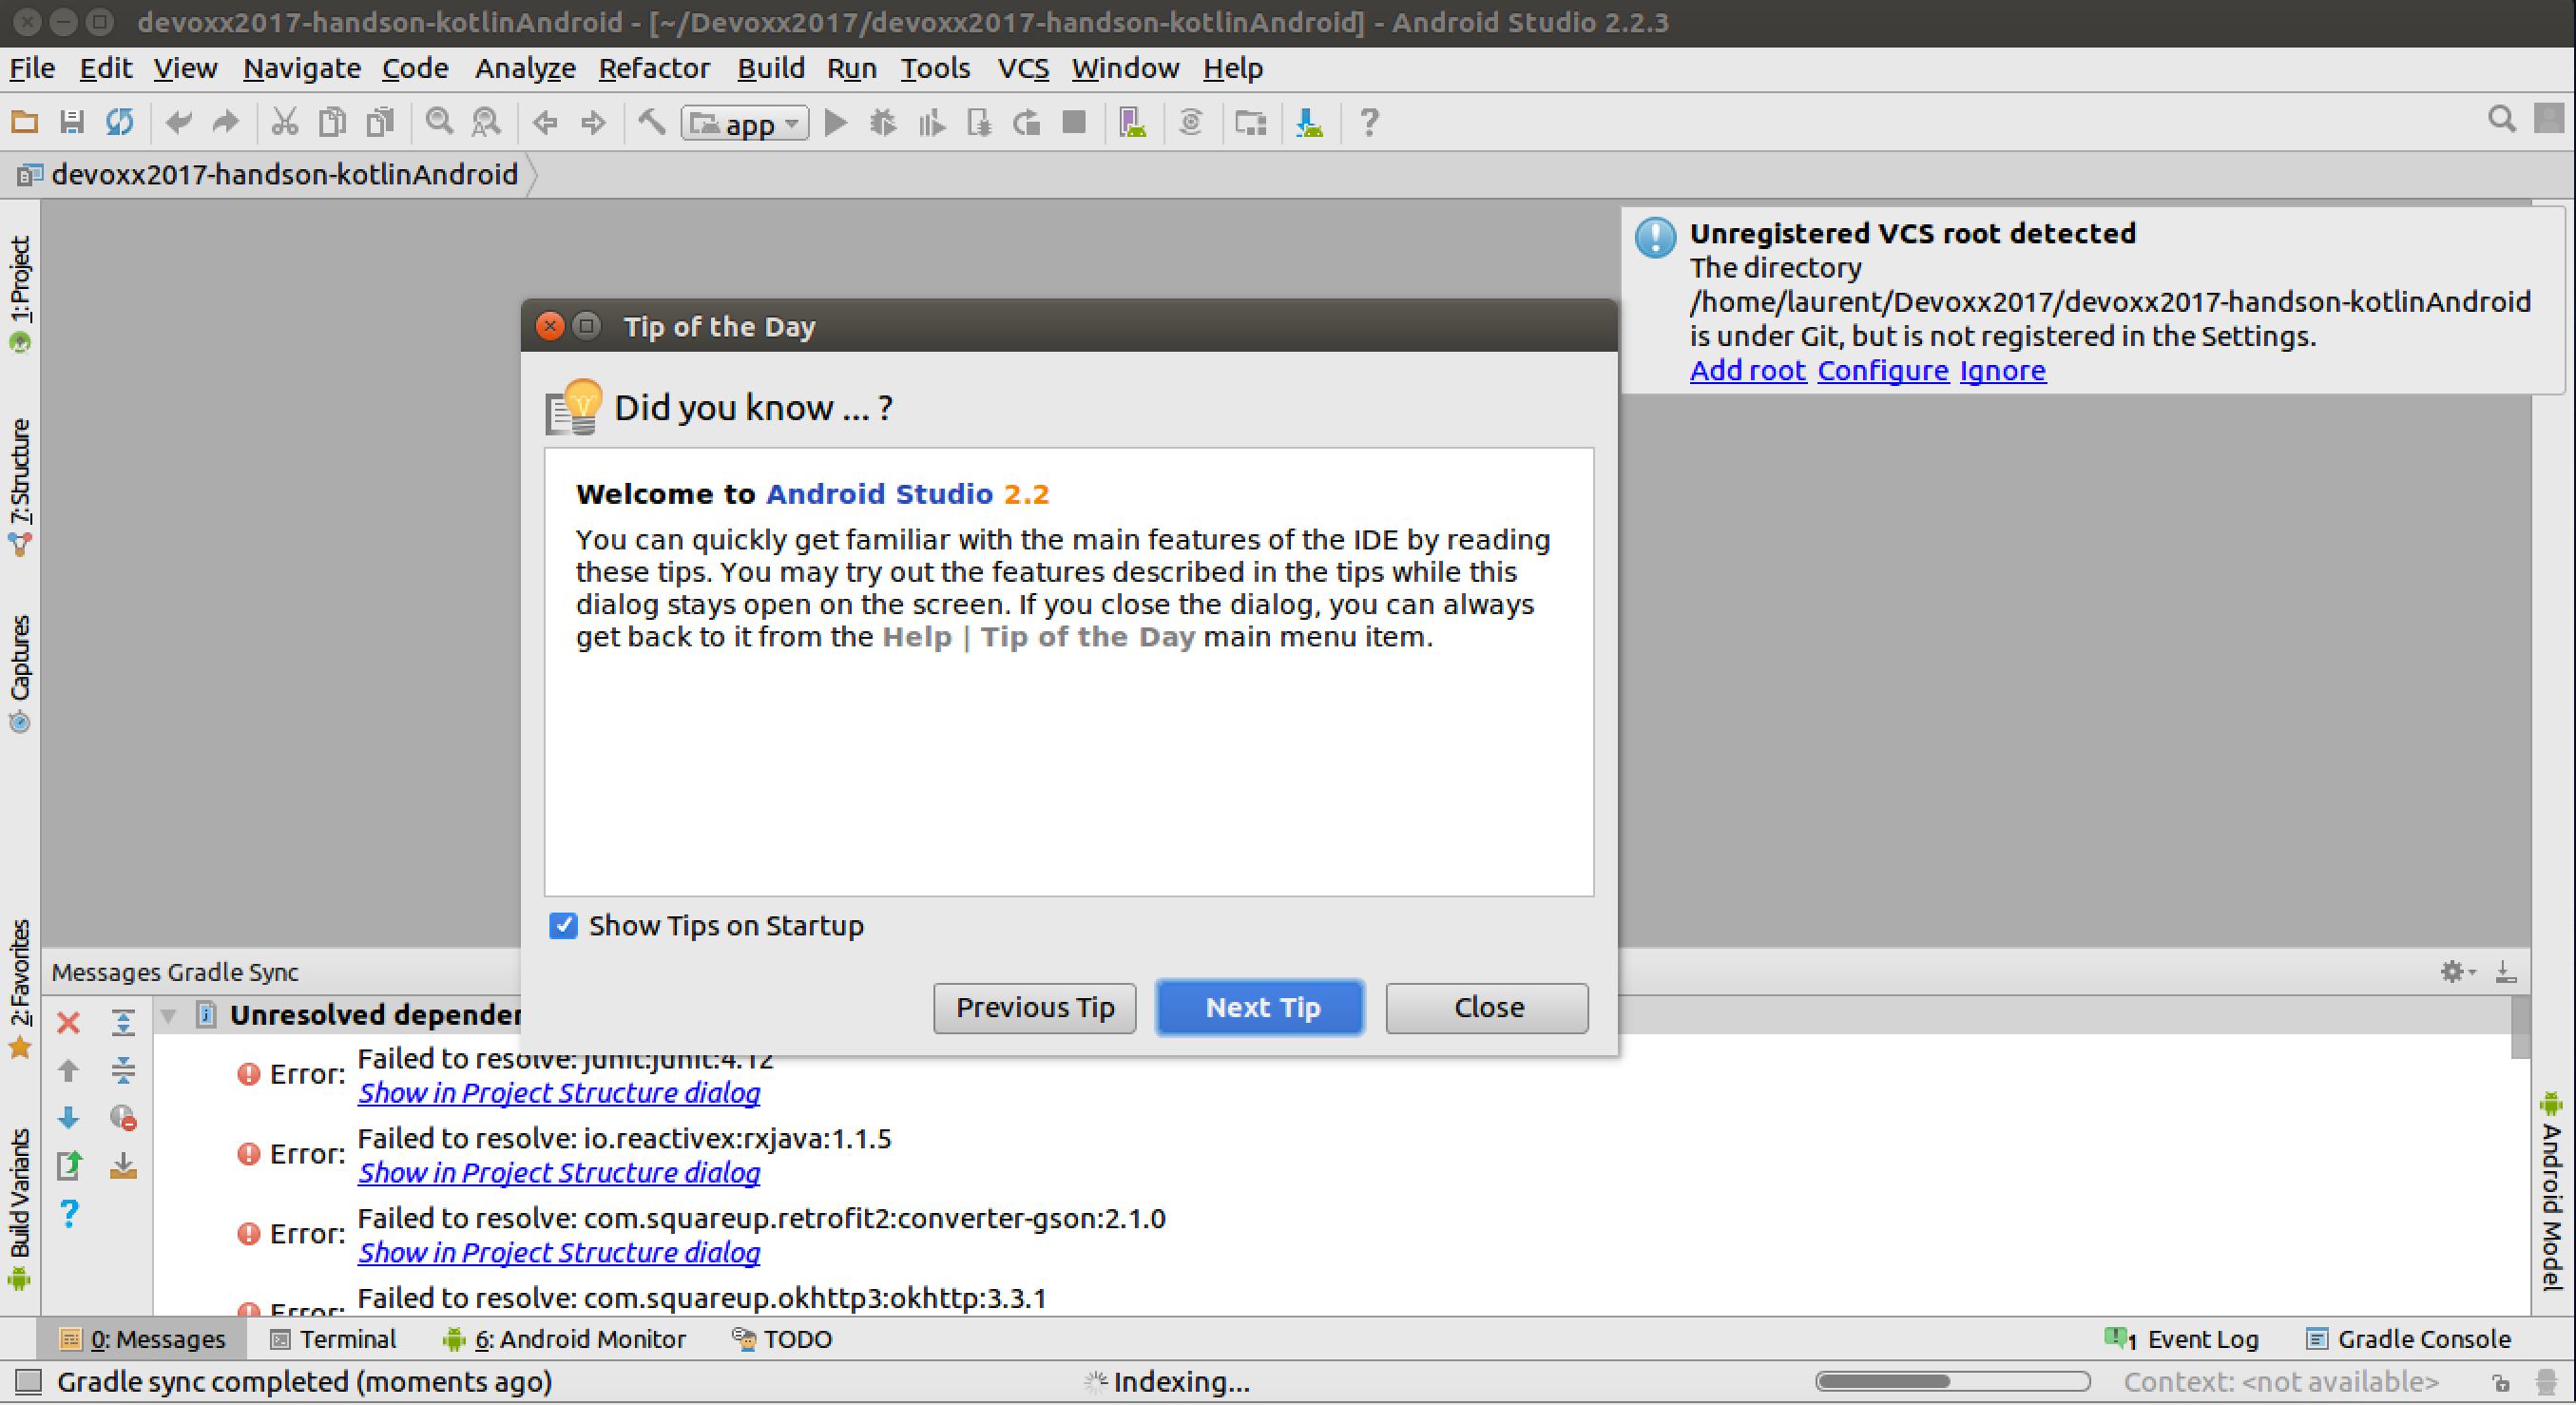 devoxx2017-handson-kotlinAndroid - [~/Devoxx2017/devoxx2017-handson-kotlinAndroid] - Android Studio 2.2.3
File Edit View Navigate Code Analyze Refactor Build Run Tools VCS Window Help
app
devoxx2017-handson-kotlinAndroid
1: Project
7: Structure
Captures
2: Favorites
Build Variants
Unregistered VCS root detected
The directory
/home/laurent/Devoxx2017/devoxx2017-handson-kotlinAndroid
is under Git, but is not registered in the Settings.
Add root Configure Ignore
Tip of the Day
Did you know ... ?
Welcome to Android Studio 2.2
You can quickly get familiar with the main features of the IDE by reading
these tips. You may try out the features described in the tips while this
dialog stays open on the screen. If you close the dialog, you can always
get back to it from the Help | Tip of the Day main menu item.
Show Tips on Startup
Previous Tip Next Tip Close
Messages Gradle Sync
Unresolved depender
Error: Failed to resolve: junit:junit:4.12
Show in Project Structure dialog
Error: Failed to resolve: io.reactivex:rxjava:1.1.5
Show in Project Structure dialog
Error: Failed to resolve: com.squareup.retrofit2:converter-gson:2.1.0
Show in Project Structure dialog
Error: Failed to resolve: com.squareup.okhttp3:okhttp:3.3.1
Android Model
0: Messages Terminal 6: Android Monitor TODO 1 Event Log Gradle Console
Gradle sync completed (moments ago) Indexing... Context: <not available>